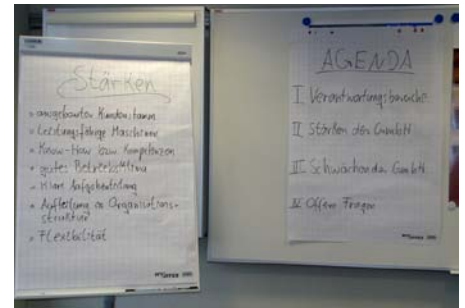 Stärken
» ausgebauter Kundenstamm
» Leistungsfähige Maschinen
» Know-How bzw. Kompetenzen
» gutes Betriebsklima
» Klare Aufgabenteilung
» Aufteilung der Organisations-
struktur
» Flexibilität
AGENDA
I. Verantwortungsbereiche
II. Stärken der GmbH
III. Schwächen der GmbH
IV. Offene Fragen